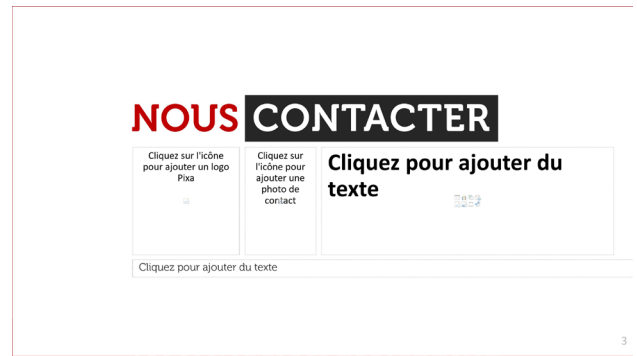 NOUS CONTACTER
Cliquez sur l'icône
pour ajouter un logo
Pixa
Cliquez sur
l'icône pour
ajouter une
photo de
contact
Cliquez pour ajouter du
texte
Cliquez pour ajouter du texte
3